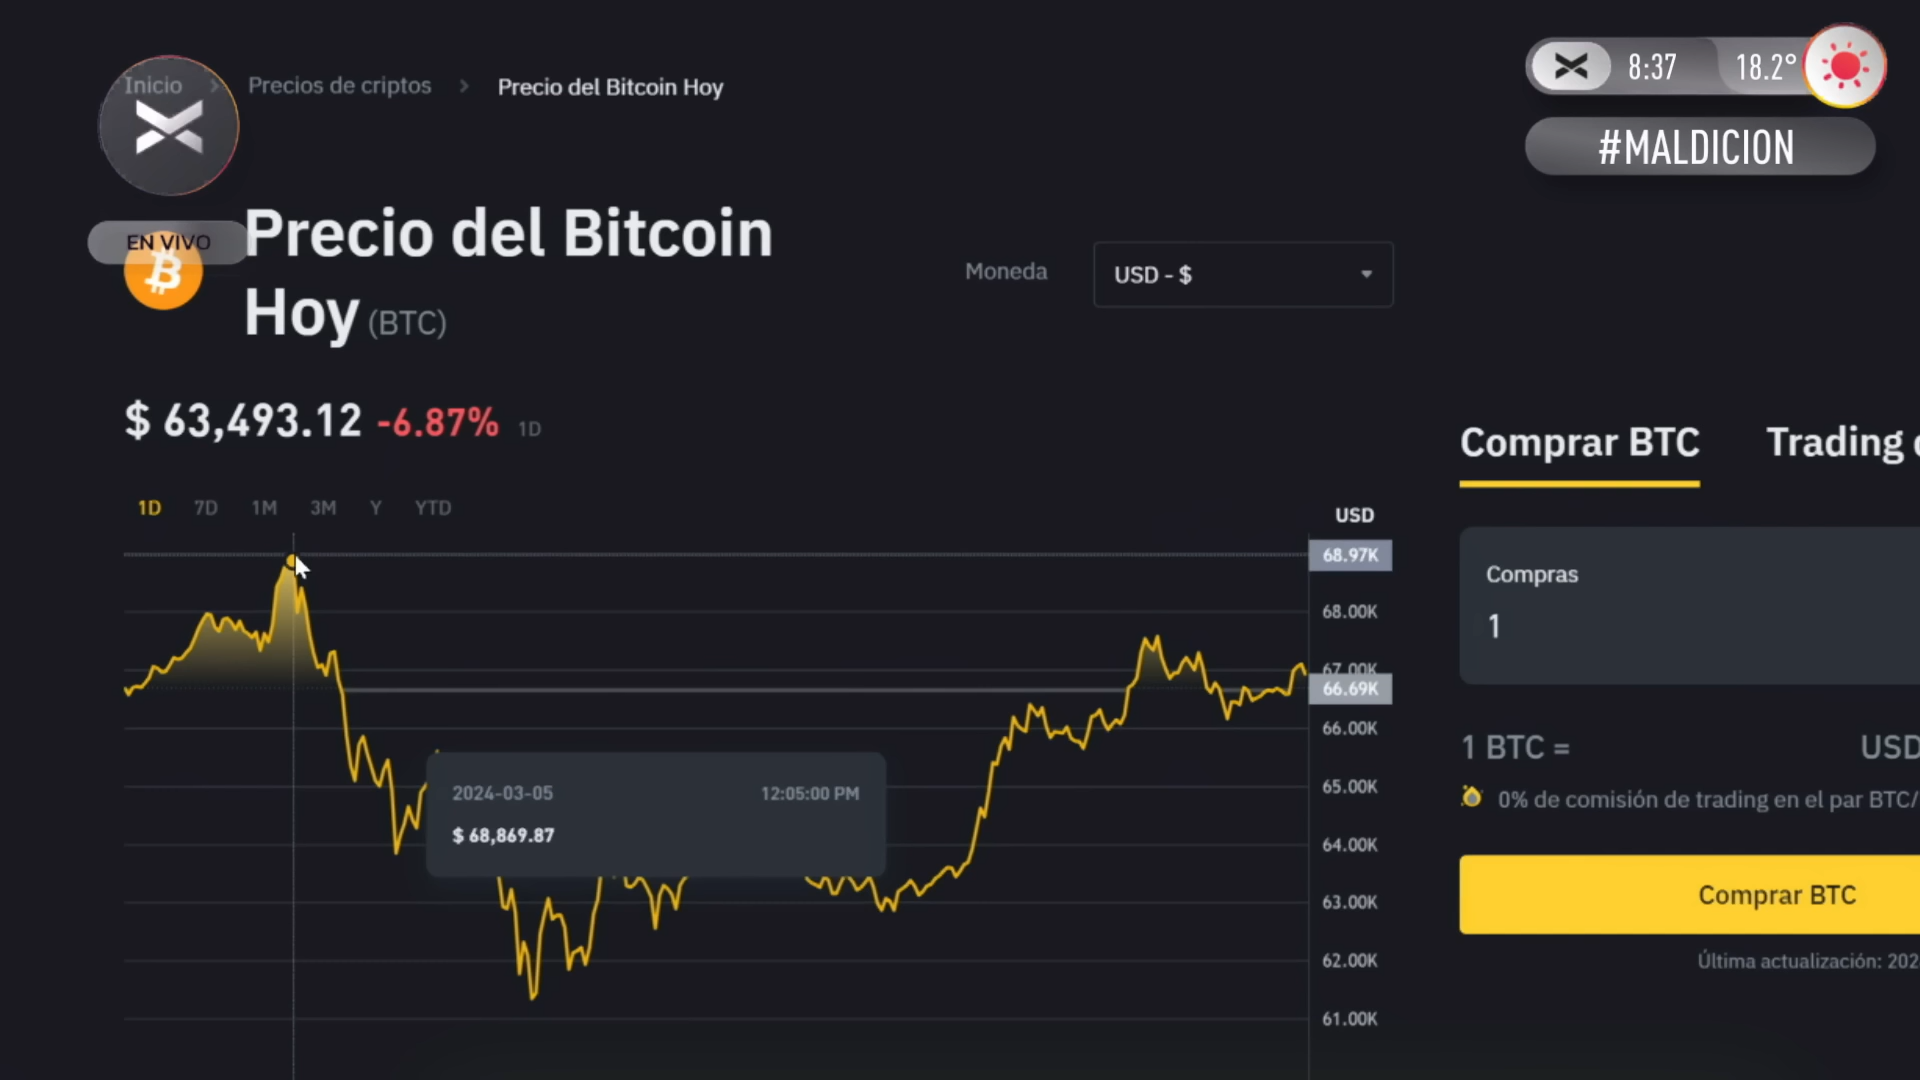 Inicio > Precios de criptos > Precio del Bitcoin Hoy
8:37 18.2°
#MALDICION
EN VIVO
Precio del Bitcoin
Hoy (BTC)
Moneda USD - $
$ 63,493.12 -6.87% 1D
Comprar BTC Trading
1D 7D 1M 3M Y YTD
USD
68.97K
68.00K
67.00K
66.69K
66.00K
65.00K
64.00K
63.00K
62.00K
61.00K
2024-03-05 12:05:00 PM
$ 68,869.87
Compras
1
1 BTC = USD
0% de comisión de trading en el par BTC/
Comprar BTC
Última actualización: 202